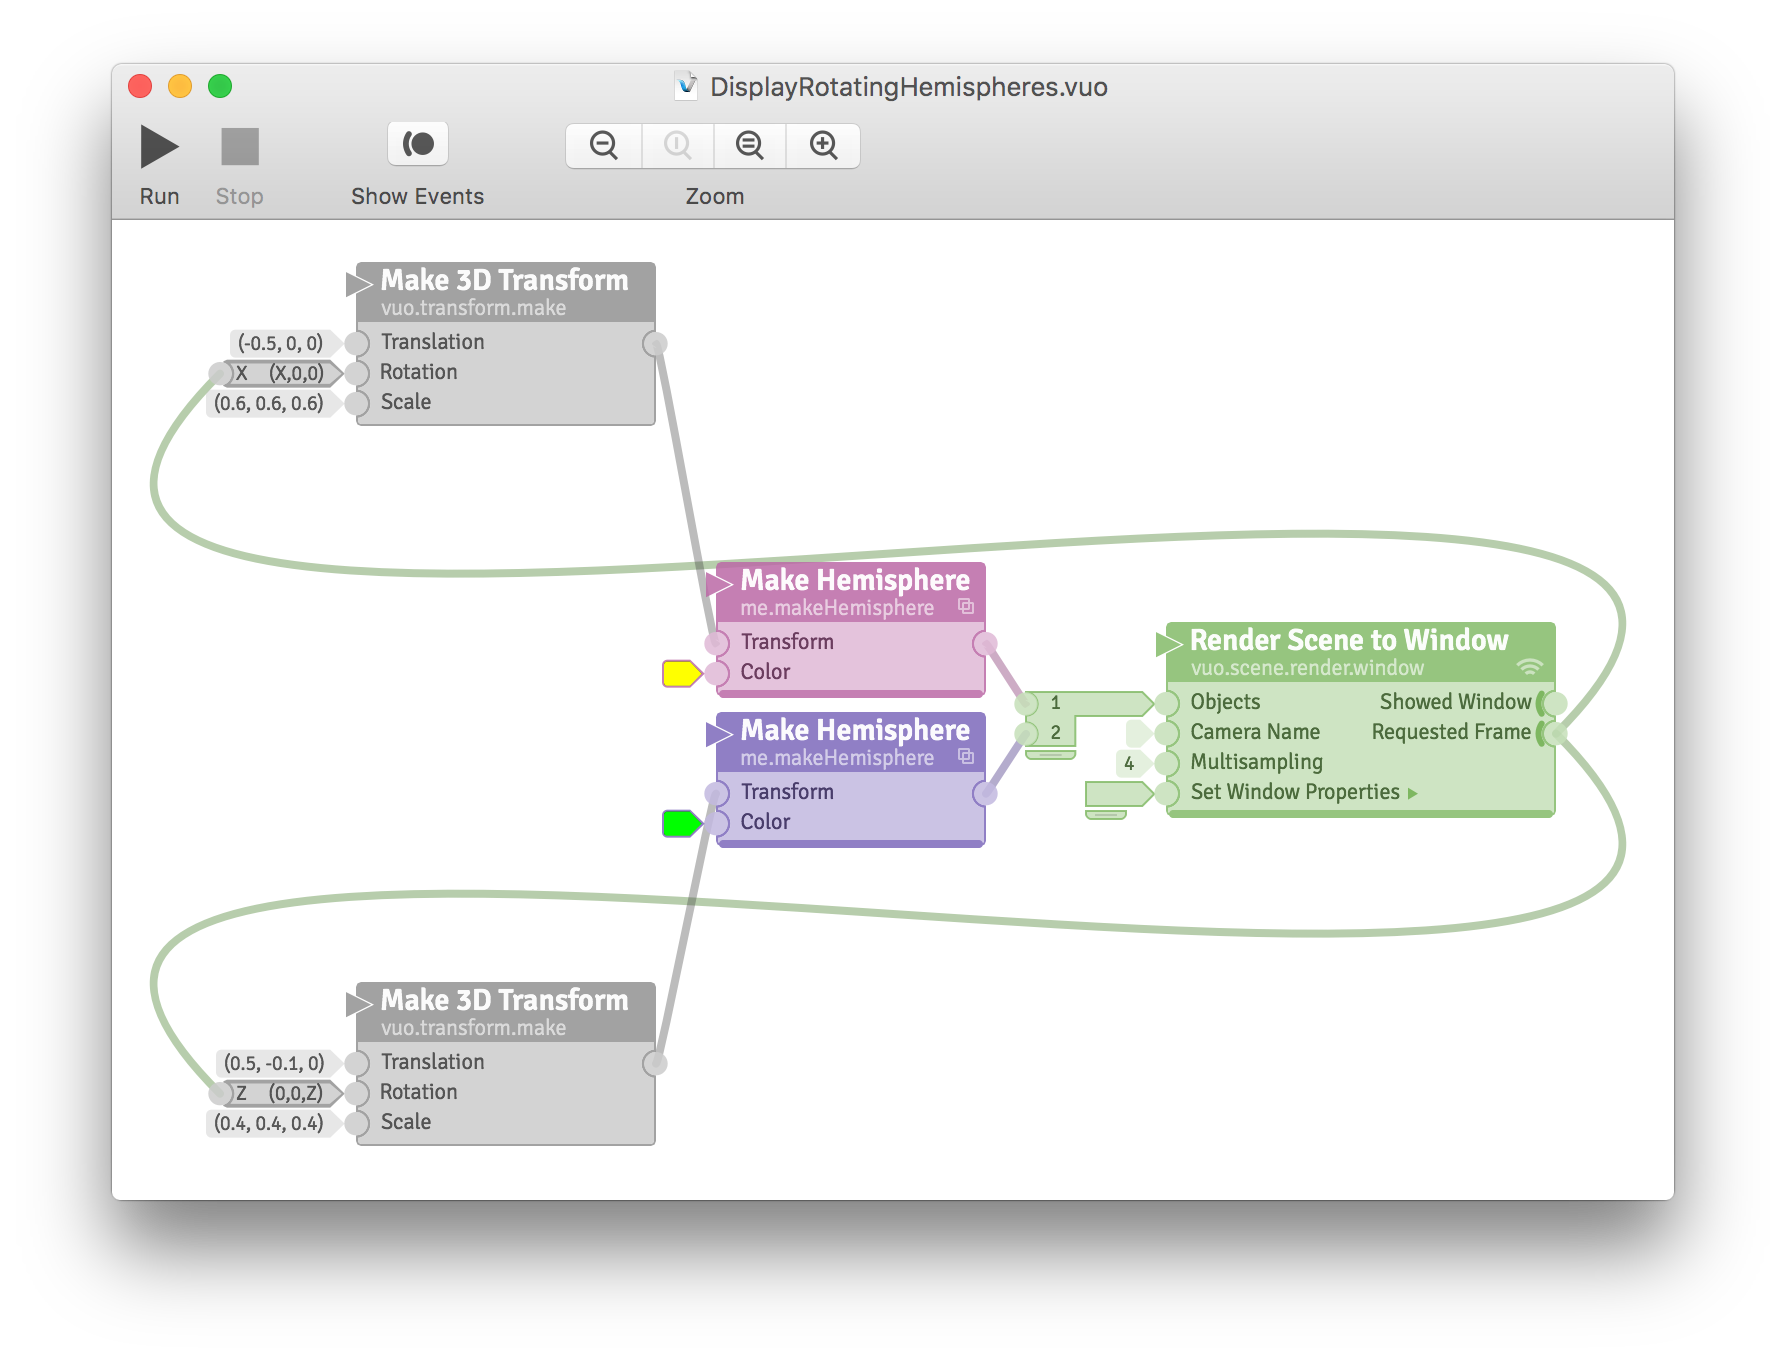 DisplayRotatingHemispheres.vuo
Run
Stop
Show Events
Zoom
Make 3D Transform
vuo.transform.make
(-0.5, 0, 0)
Translation
X (X,0,0)
Rotation
(0.6, 0.6, 0.6)
Scale
Make Hemisphere
me.makeHemisphere
Transform
Color
Make Hemisphere
me.makeHemisphere
Transform
Color
1
2
Render Scene to Window
vuo.scene.render.window
Objects
Showed Window
Camera Name
Requested Frame
4
Multisampling
Set Window Properties
Make 3D Transform
vuo.transform.make
(0.5, -0.1, 0)
Translation
Z (0,0,Z)
Rotation
(0.4, 0.4, 0.4)
Scale